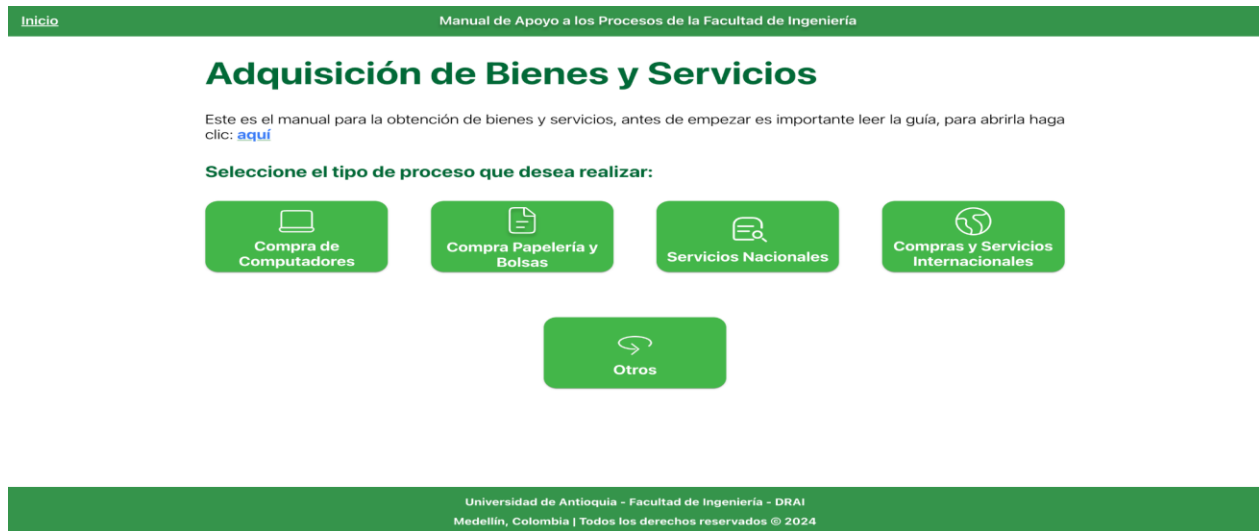 Inicio
Manual de Apoyo a los Procesos de la Facultad de Ingeniería
Adquisición de Bienes y Servicios
Este es el manual para la obtención de bienes y servicios, antes de empezar es importante leer la guía, para abrirla haga
clic: aquí
Seleccione el tipo de proceso que desea realizar:
Compra de
Computadores
Compra Papelería y
Bolsas
Servicios Nacionales
Compras y Servicios
Internacionales
Otros
Universidad de Antioquia - Facultad de Ingeniería - DRAI
Medellín, Colombia | Todos los derechos reservados © 2024